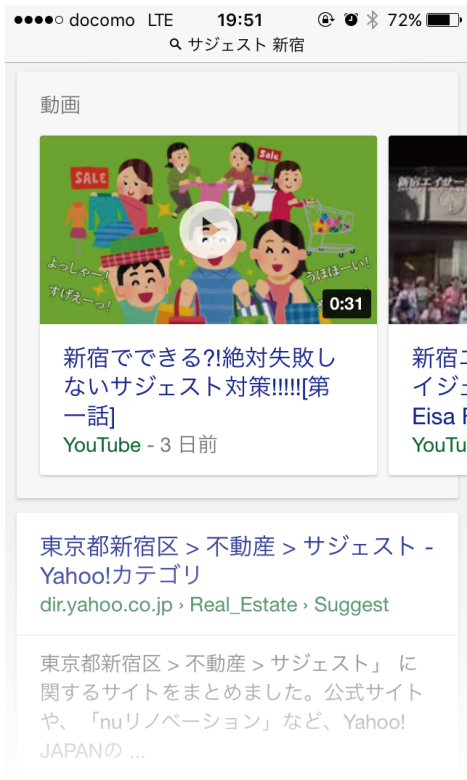 docomo LTE 19:51 72%
サジェスト 新宿
動画
SALE
Sale
よっしゃー!
すげえーっ!
うほほーい!
0:31
新宿エイサー
新宿でできる?!絶対失敗し
ないサジェスト対策!!!!![第
一話]
YouTube - 3 日前
新宿エ
イジェ
Eisa F
YouTu
東京都新宿区 > 不動産 > サジェスト -
Yahoo!カテゴリ
dir.yahoo.co.jp › Real_Estate › Suggest
東京都新宿区 > 不動産 > サジェスト」 に
関するサイトをまとめました。公式サイト
や、「nuリノベーション」など、Yahoo!
JAPANの ...